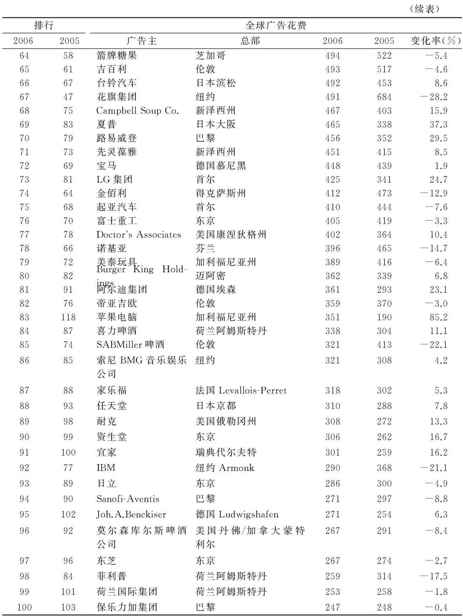 (续表)
排行 全球广告花费
2006 2005 广告主 总部 2006 2005 变化率(%)
64 58 箭牌糖果 芝加哥 494 522 -5.4
65 61 吉百利 伦敦 493 517 -4.6
66 67 台铃汽车 日本滨松 492 453 8.6
67 47 花旗集团 纽约 491 684 -28.2
68 75 Campbell Soup Co. 新泽西州 467 403 15.9
69 83 夏普 日本大阪 465 338 37.3
70 79 路易威登 巴黎 456 352 29.5
71 73 先灵葆雅 新泽西州 451 415 8.5
72 69 宝马 德国慕尼黑 448 439 1.9
73 81 LG集团 首尔 425 341 24.7
74 64 金佰利 得克萨斯州 412 473 -12.9
75 68 起亚汽车 首尔 410 444 -7.6
76 70 富士重工 东京 405 419 -3.3
77 78 Doctor's Associates 美国康涅狄格州 402 364 10.4
78 66 诺基亚 芬兰 396 465 -14.7
79 72 美泰玩具 加利福尼亚州 389 416 -6.4
80 82 Burger King Hold-ings 迈阿密 362 339 6.8
81 91 阿尔迪集团 德国埃森 361 293 23.1
82 76 帝亚吉欧 伦敦 359 370 -3.0
83 118 苹果电脑 加利福尼亚州 351 190 85.2
84 87 喜力啤酒 荷兰阿姆斯特丹 338 304 11.1
85 74 SABMiller啤酒 伦敦 321 413 -22.1
86 85 索尼BMG音乐娱乐 纽约 321 308 4.2
公司
87 88 家乐福 法国Levallois-Perret 318 302 5.3
88 93 任天堂 日本京都 310 288 7.8
89 98 耐克 美国俄勒冈州 308 272 13.3
90 99 资生堂 东京 306 262 16.7
91 100 宜家 瑞典代尔夫特 301 259 16.2
92 77 IBM 纽约Armonk 290 368 -21.1
93 89 日立 东京 286 300 -4.9
94 90 Sanofi-Aventis 巴黎 271 297 -8.8
95 102 Joh.A.Benckiser 德国Ludwigshafen 271 254 6.3
96 92 莫尔森库尔斯啤酒 美国丹佛/加拿大蒙特 267 291 -8.4
公司 利尔
97 96 东芝 东京 267 274 -2.7
98 84 菲利普 荷兰阿姆斯特丹 259 314 -17.5
99 101 荷兰国际集团 荷兰阿姆斯特丹 253 258 -1.8
100 103 保乐力加集团 巴黎 247 248 -0.4